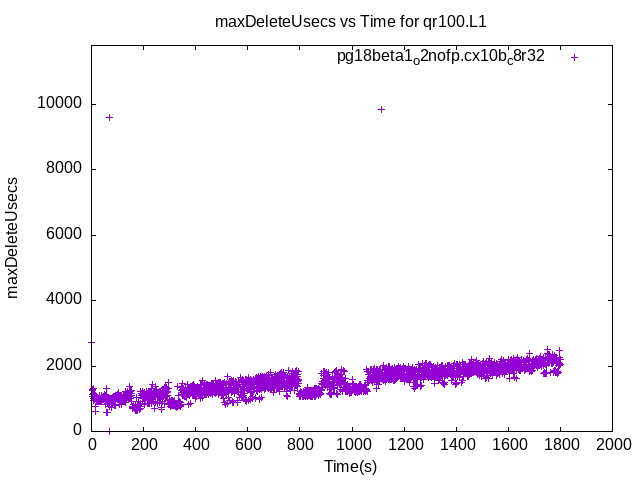 maxDeleteUsecs vs Time for qr100.L1
pg18beta1o2nofp.cx10bc8r32
10000
8000
6000
4000
2000
0
maxDeleteUsecs
0 200 400 600 800 1000 1200 1400 1600 1800 2000
Time(s)